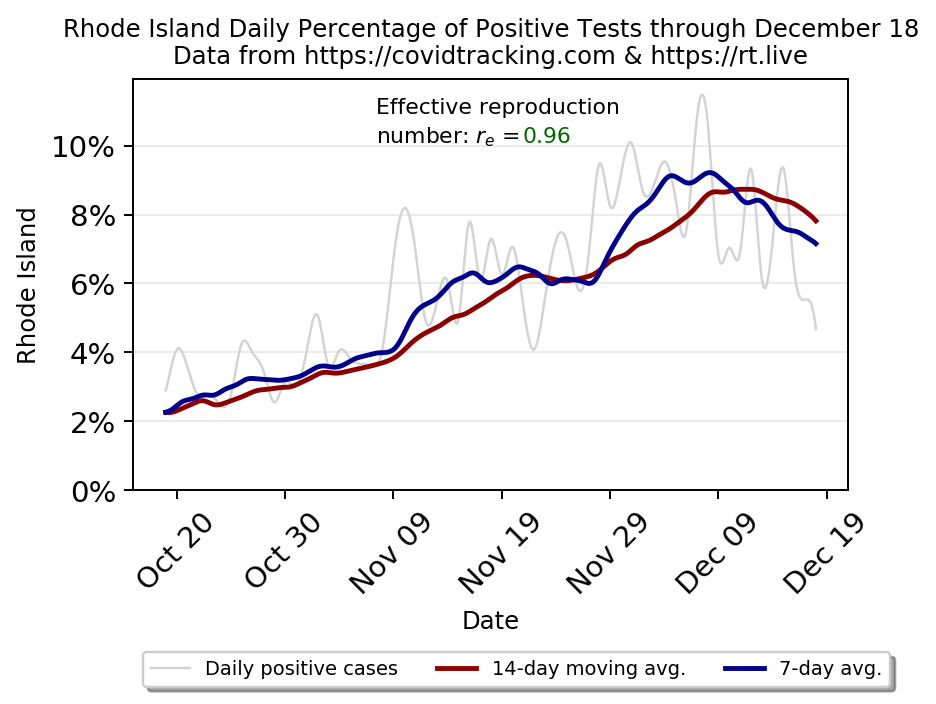 Rhode Island Daily Percentage of Positive Tests through December 18
Data from https://covidtracking.com & https://rt.live
Effective reproduction
number: rₑ =0.96
10%
8%
6%
4%
2%
0%
Rhode Island
Oct 20
Oct 30
Nov 09
Nov 19
Nov 29
Dec 09
Dec 19
Date
Daily positive cases
14-day moving avg.
7-day avg.